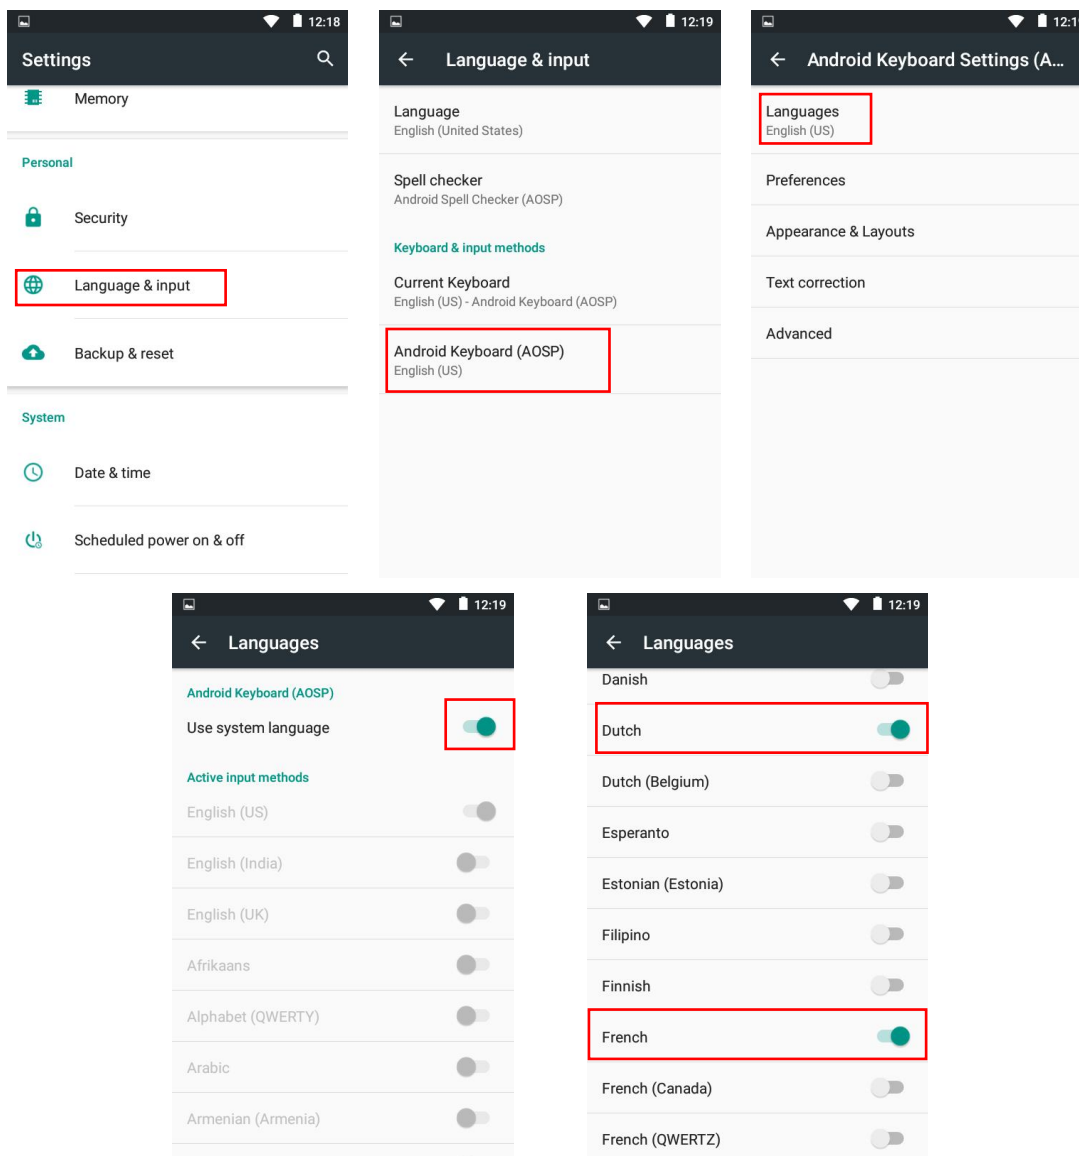 12:18
Settings
Memory
Personal
Security
Language & input
Backup & reset
System
Date & time
Scheduled power on & off
12:19
Language & input
Language
English (United States)
Spell checker
Android Spell Checker (AOSP)
Keyboard & input methods
Current Keyboard
English (US) - Android Keyboard (AOSP)
Android Keyboard (AOSP)
English (US)
12:19
Android Keyboard Settings (A...
Languages
English (US)
Preferences
Appearance & Layouts
Text correction
Advanced
12:19
Languages
Android Keyboard (AOSP)
Use system language
Active input methods
English (US)
English (India)
English (UK)
Afrikaans
Alphabet (QWERTY)
Arabic
Armenian (Armenia)
12:19
Languages
Danish
Dutch
Dutch (Belgium)
Esperanto
Estonian (Estonia)
Filipino
Finnish
French
French (Canada)
French (QWERTZ)